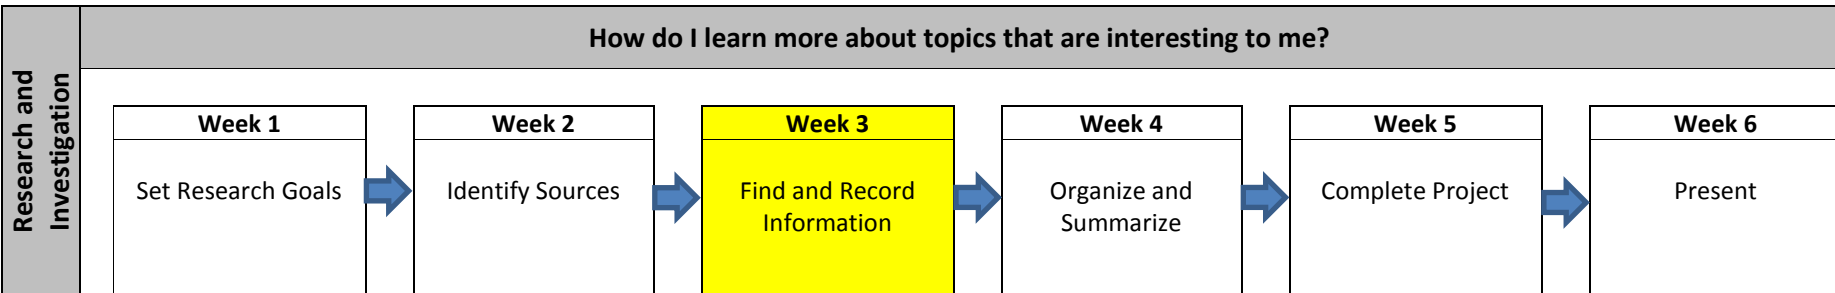 Research and
Investigation
How do I learn more about topics that are interesting to me?
Week 1
Set Research Goals
Week 2
Identify Sources
Week 3
Find and Record
Information
Week 4
Organize and
Summarize
Week 5
Complete Project
Week 6
Present